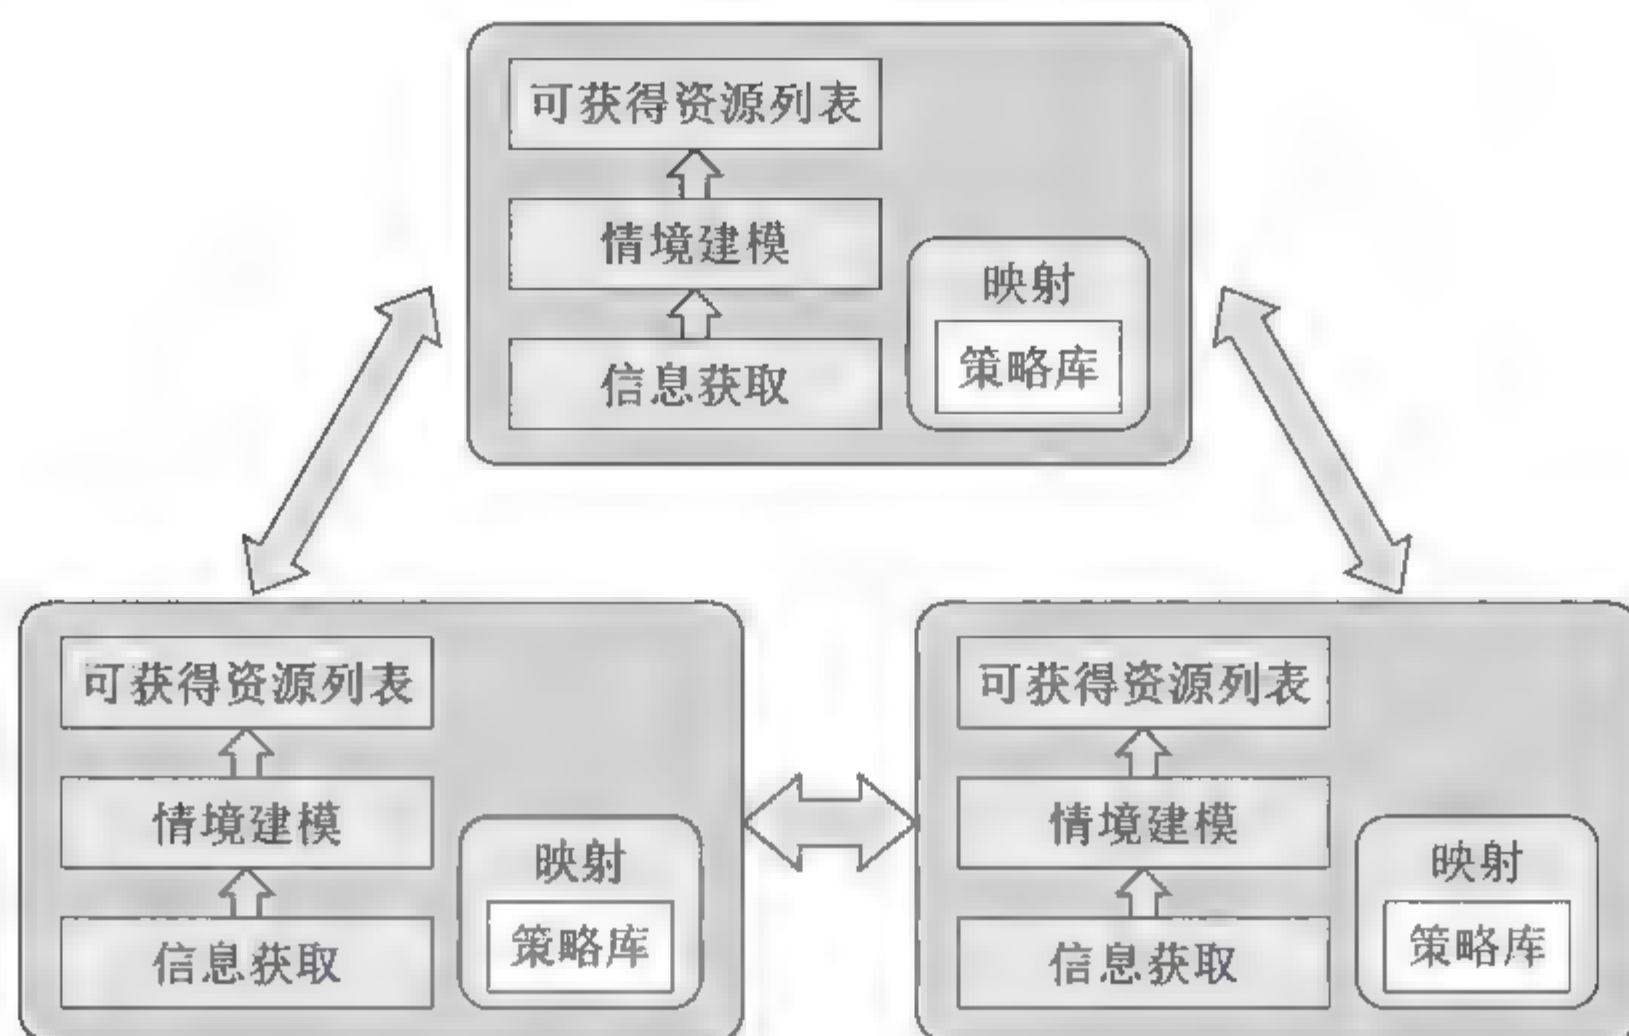 可获得资源列表
情境建模
信息获取
映射
策略库
可获得资源列表
情境建模
信息获取
映射
策略库
可获得资源列表
情境建模
信息获取
映射
策略库